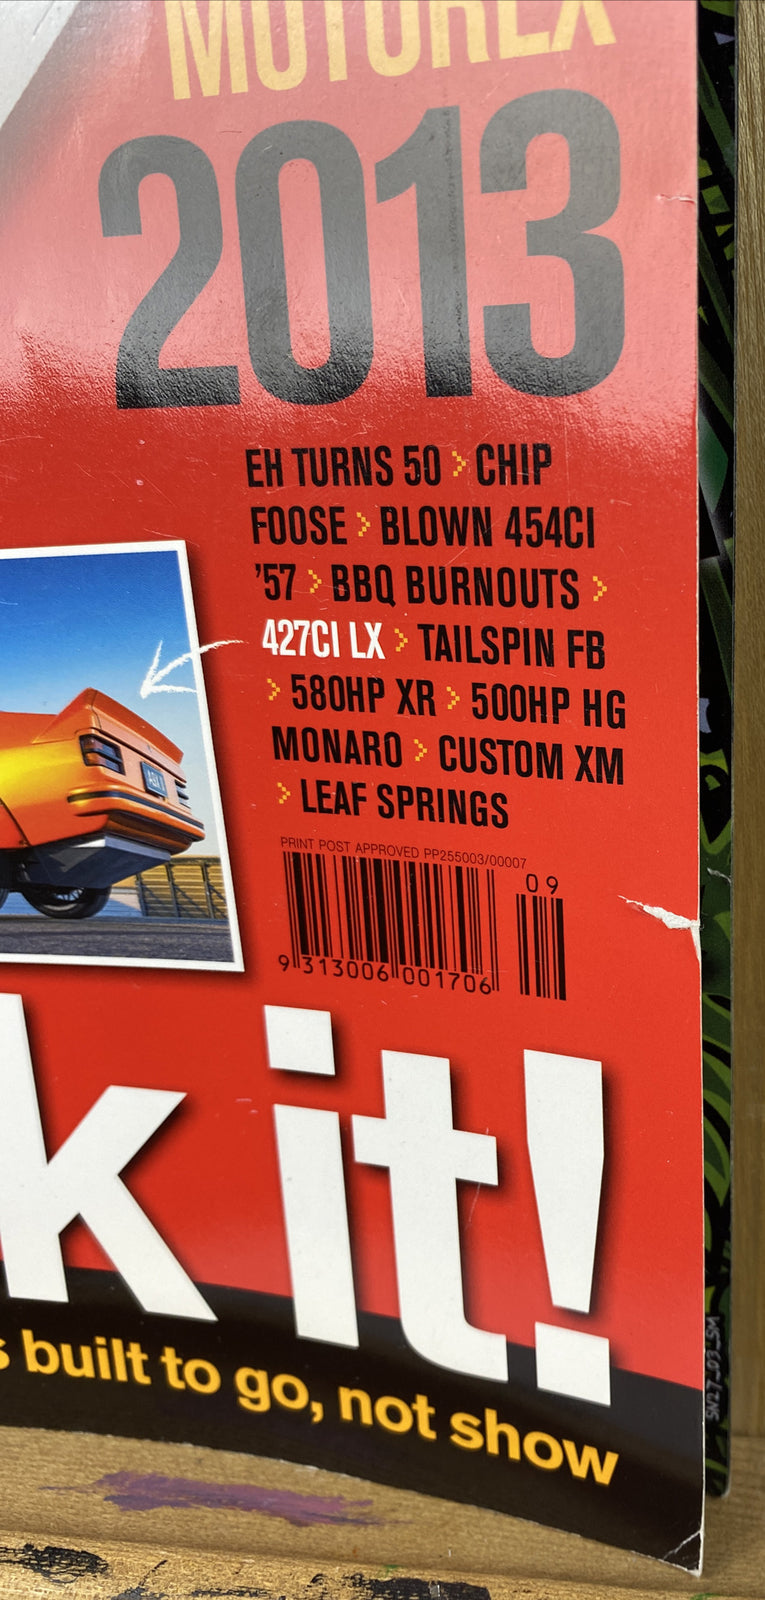 MOTOREX
2013
EH TURNS 50 > CHIP
FOOSE > BLOWN 454CI
'57 > BBQ BURNOUTS >
427CI LX > TAILSPIN FB
> 580HP XR > 500HP HG
MONARO > CUSTOM XM
> LEAF SPRINGS
PRINT POST APPROVED PP255003/00007
09
9 313006 001706
k it!
s built to go, not show
SN27_03_SM